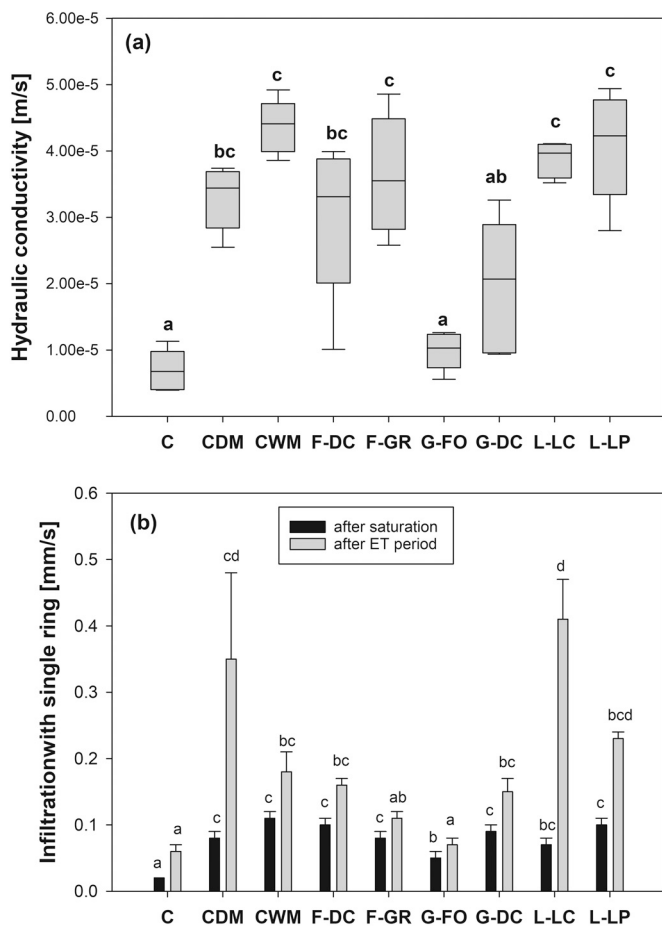 6.00e-5
(a)
5.00e-5
4.00e-5
3.00e-5
2.00e-5
1.00e-5
0.00
Hydraulic conductivity [m/s]
a
bc
c
bc
c
a
ab
c
c
C CDM CWM F-DC F-GR G-FO G-DC L-LC L-LP
0.6
(b)
after saturation
after ET period
0.5
0.4
0.3
0.2
0.1
0.0
Infiltrationwith single ring [mm/s]
a a
c cd
c bc
c bc
c ab
b a
c bc
bc d
c bcd
C CDM CWM F-DC F-GR G-FO G-DC L-LC L-LP